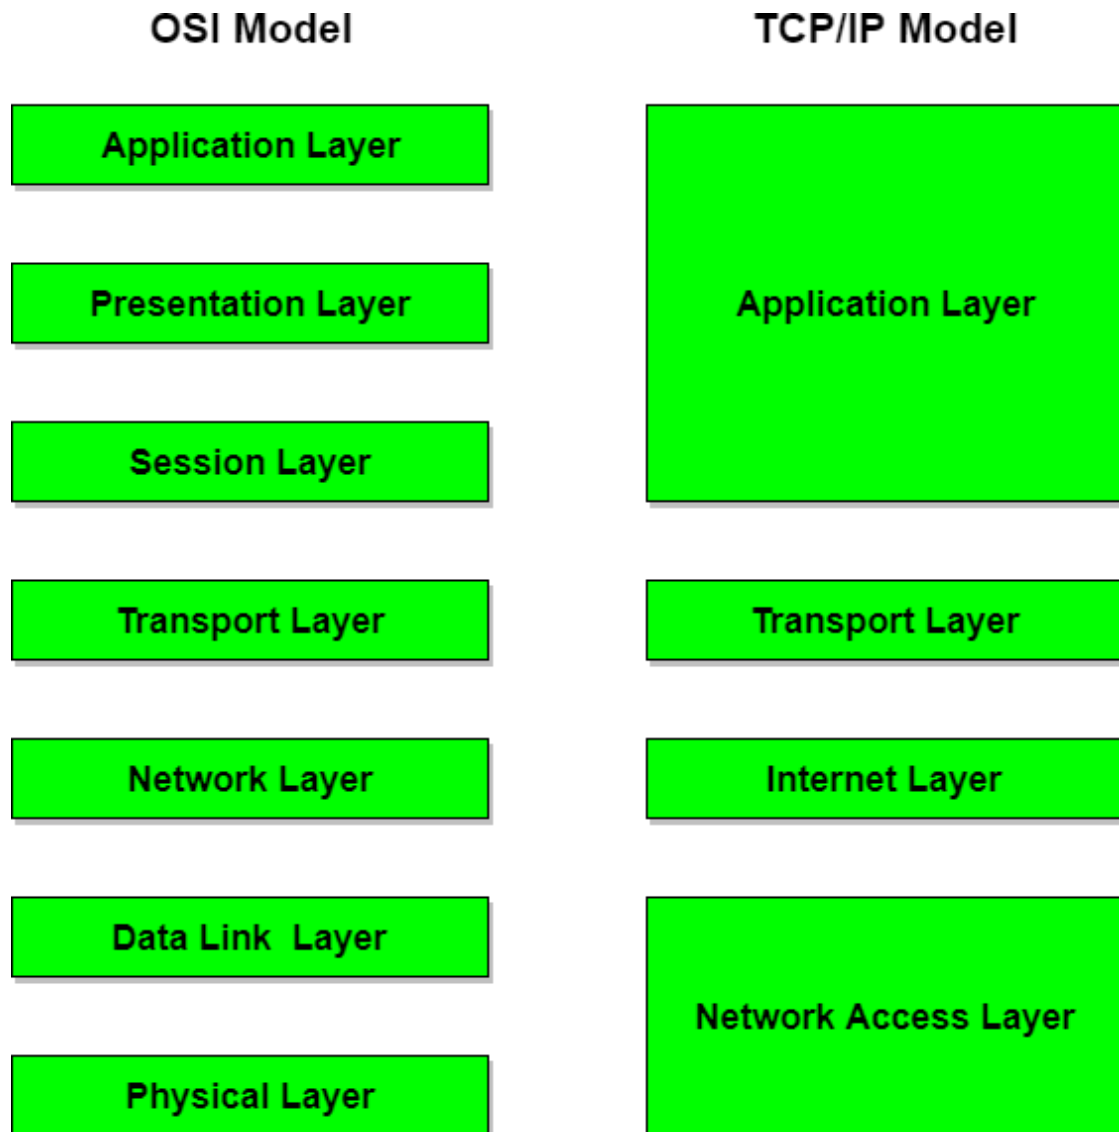 OSI Model
Application Layer
Presentation Layer
Session Layer
Transport Layer
Network Layer
Data Link  Layer
Physical Layer
TCP/IP Model
Application Layer
Transport Layer
Internet Layer
Network Access Layer